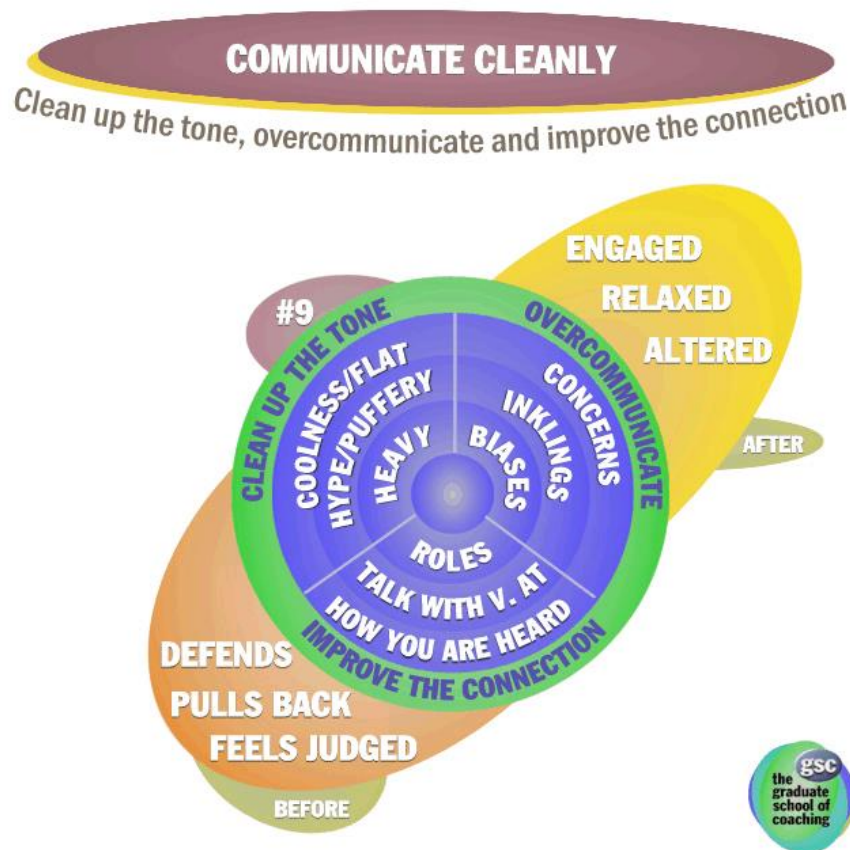 COMMUNICATE CLEANLY
Clean up the tone, overcommunicate and improve the connection
ENGAGED
RELAXED
ALTERED
AFTER
#9
CLEAN UP THE TONE
COOLNESS/FLAT
HYPE/PUFFERY
HEAVY
OVERCOMMUNICATE
CONCERNS
INKLINGS
BIASES
ROLES
TALK WITH V. AT
HOW YOU ARE HEARD
IMPROVE THE CONNECTION
DEFENDS
PULLS BACK
FEELS JUDGED
BEFORE
gsc
the
graduate
school of
coaching